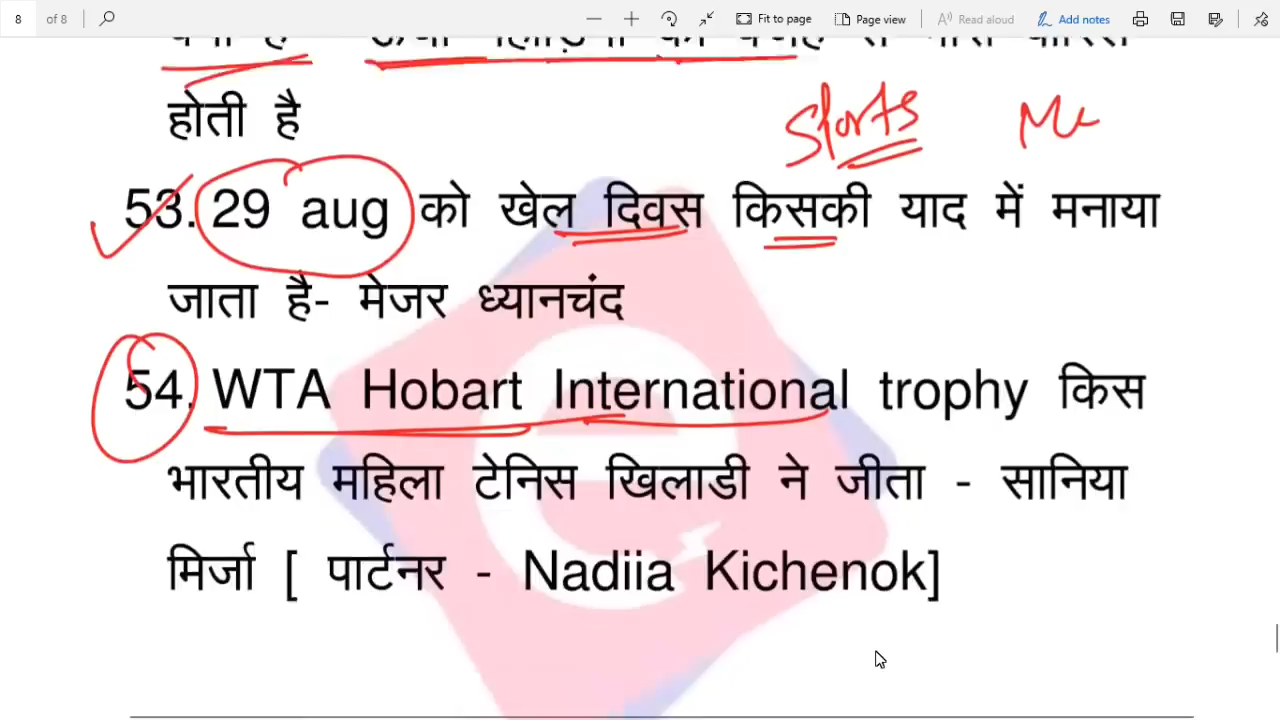 8 of 8 Fit to page Page view Read aloud Add notes
होती है
Sports Me
53. 29 aug को खेल दिवस किसकी याद में मनाया
जाता है- मेजर ध्यानचंद
54. WTA Hobart International trophy किस
भारतीय महिला टेनिस खिलाडी ने जीता - सानिया
मिर्जा [ पार्टनर - Nadiia Kichenok]